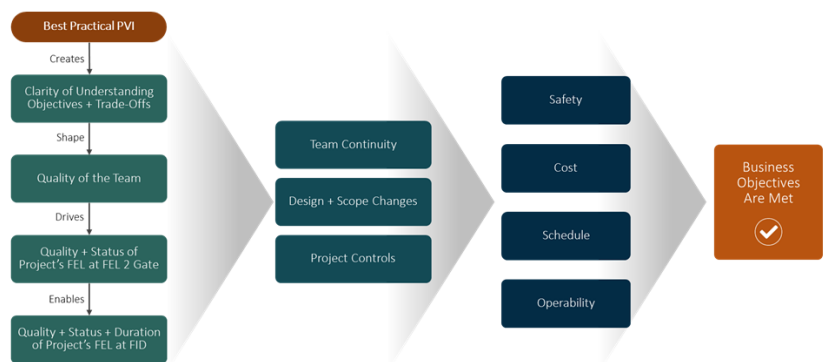 Best Practical PVI
Creates
Clarity of Understanding
Objectives + Trade-Offs
Shape
Quality of the Team
Drives
Quality + Status of
Project's FEL at FEL 2 Gate
Enables
Quality + Status + Duration
of Project's FEL at FID
Team Continuity
Design + Scope Changes
Project Controls
Safety
Cost
Schedule
Operability
Business
Objectives
Are Met